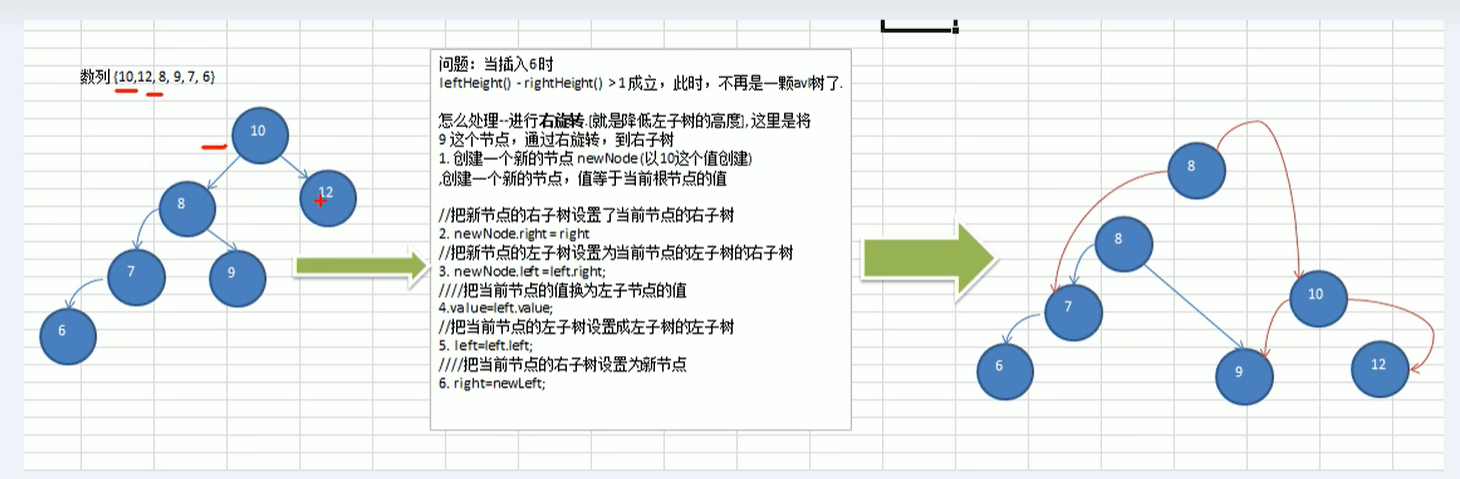 数列 {10,12, 8, 9, 7, 6}
10
8
12
7
9
6
问题：当插入6时
leftHeight() - rightHeight() >1成立，此时，不再是一颗avl树了.
怎么处理--进行右旋转.[就是降低左子树的高度],这里是将
9 这个节点，通过右旋转，到右子树
1. 创建一个新的节点 newNode (以10这个值创建)
,创建一个新的节点，值等于当前根节点的值
//把新节点的右子树设置了当前节点的右子树
2. newNode.right = right
//把新节点的左子树设置为当前节点的左子树的右子树
3. newNode.left =left.right;
////把当前节点的值换为左子节点的值
4.value=left.value;
//把当前节点的左子树设置成左子树的左子树
5. left=left.left;
////把当前节点的右子树设置为新节点
6. right=newLeft;
8
8
7
10
6
9
12